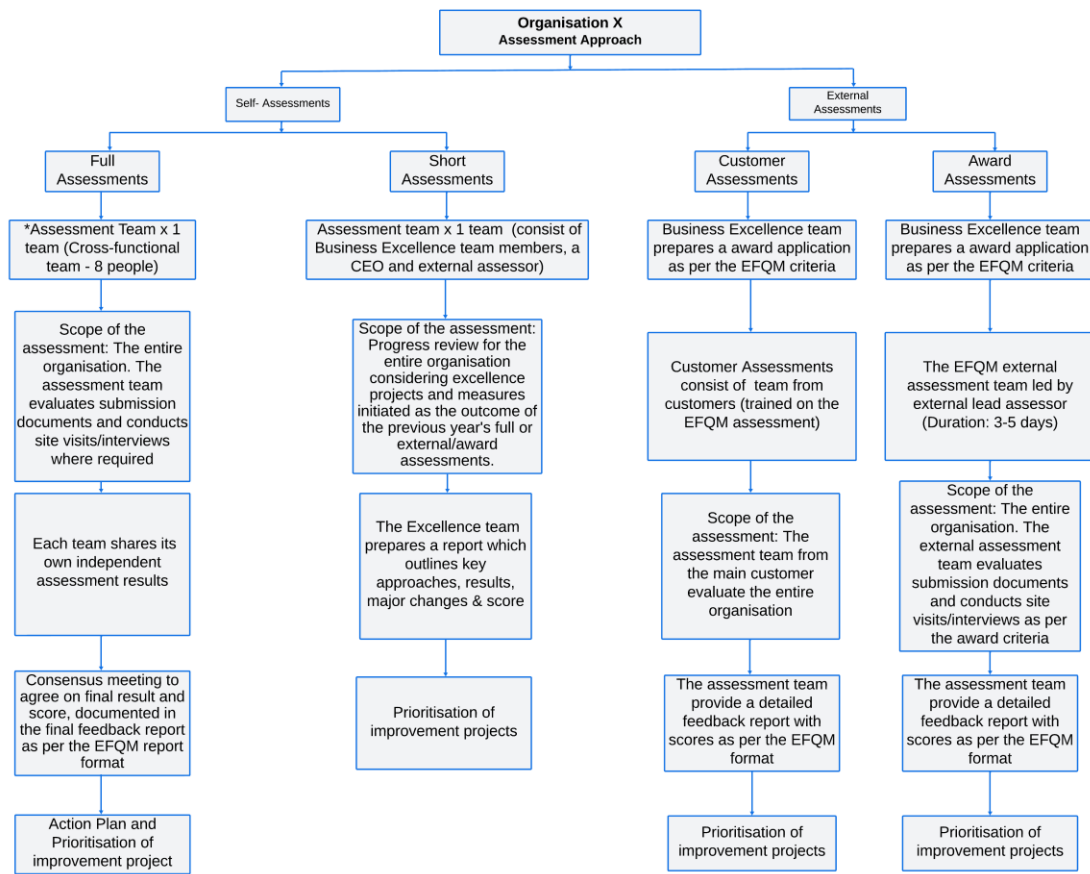 Organisation X
Assessment Approach
Self- Assessments
External
Assessments
Full
Assessments
Short
Assessments
Customer
Assessments
Award
Assessments
*Assessment Team x 1
team (Cross-functional
team - 8 people)
Assessment team x 1 team (consist of
Business Excellence team members, a
CEO and external assessor)
Business Excellence team
prepares a award application
as per the EFQM criteria
Business Excellence team
prepares a award application
as per the EFQM criteria
Scope of the
assessment: The entire
organisation. The
assessment team
evaluates submission
documents and conducts
site visits/interviews
where required
Scope of the assessment:
Progress review for the
entire organisation
considering excellence
projects and measures
initiated as the outcome of
the previous year's full or
external/award
assessments.
Customer Assessments
consist of team from
customers (trained on the
EFQM assessment)
The EFQM external
assessment team led by
external lead assessor
(Duration: 3-5 days)
Each team shares its
own independent
assessment results
The Excellence team
prepares a report which
outlines key
approaches, results,
major changes & score
Scope of the
assessment: The
assessment team from
the main customer
evaluate the entire
organisation
Scope of the
assessment: The entire
organisation. The
external assessment
team evaluates
submission documents
and conducts site
visits/interviews as per
the award criteria
Consensus meeting to
agree on final result and
score, documented in
the final feedback report
as per the EFQM report
format
Prioritisation of
improvement projects
The assessment team
provide a detailed
feedback report with
scores as per the EFQM
format
The assessment team
provide a detailed
feedback report with
scores as per the EFQM
format
Action Plan and
Prioritisation of
improvement project
Prioritisation of
improvement projects
Prioritisation of
improvement projects